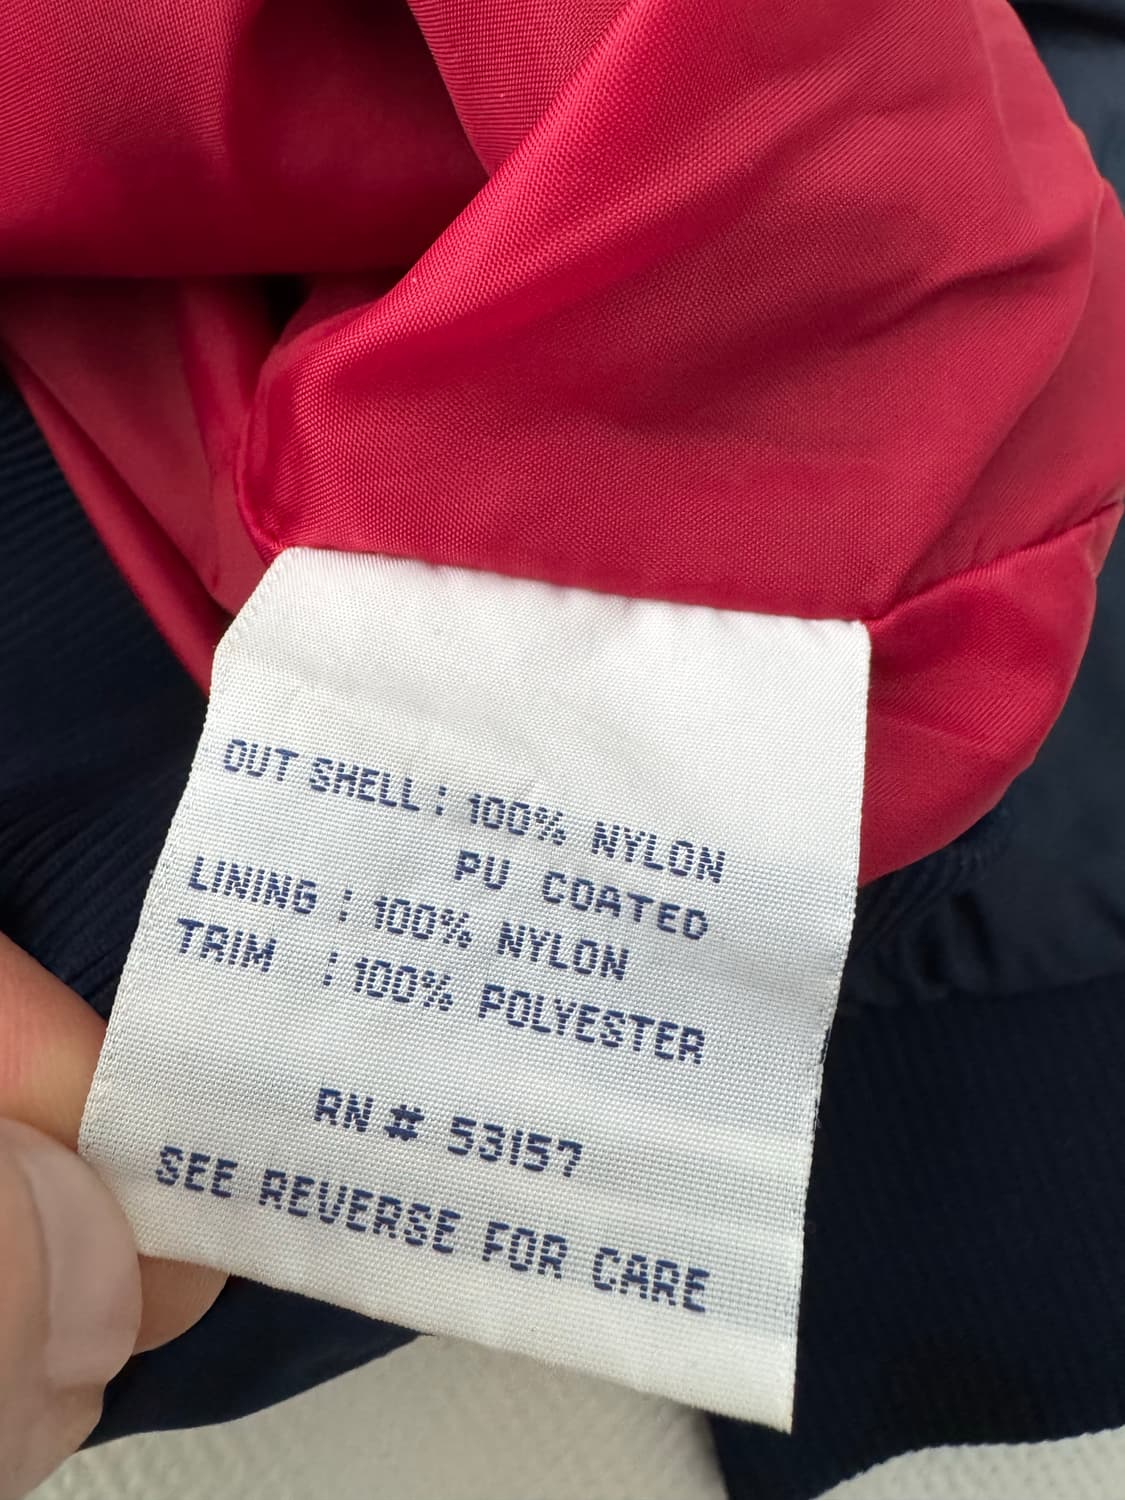 OUT SHELL : 100% NYLON
PU COATED
LINING : 100% NYLON
TRIM : 100% POLYESTER
RN # 53157
SEE REVERSE FOR CARE